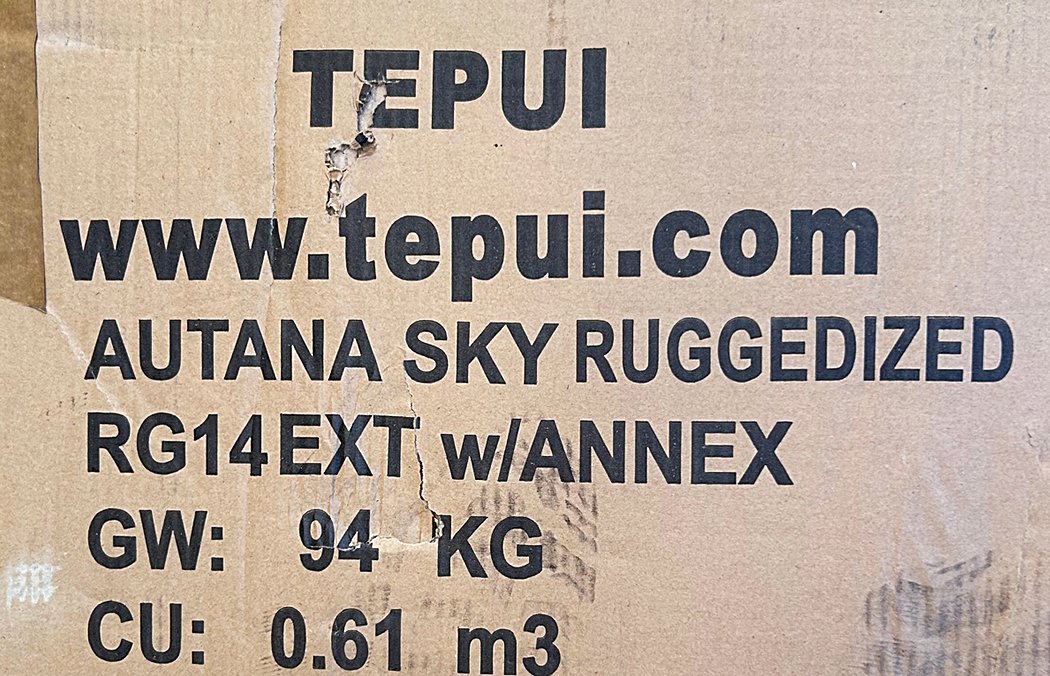 TEPUI
www.tepui.com
AUTANA SKY RUGGEDIZED
RG14EXT w/ANNEX
GW: 94 KG
CU: 0.61 m3